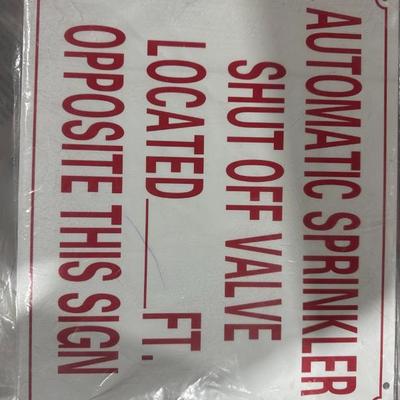 AUTOMATIC SPRINKLER
SHUT OFF VALVE
LOCATED____FT.
OPPOSITE THIS SIGN